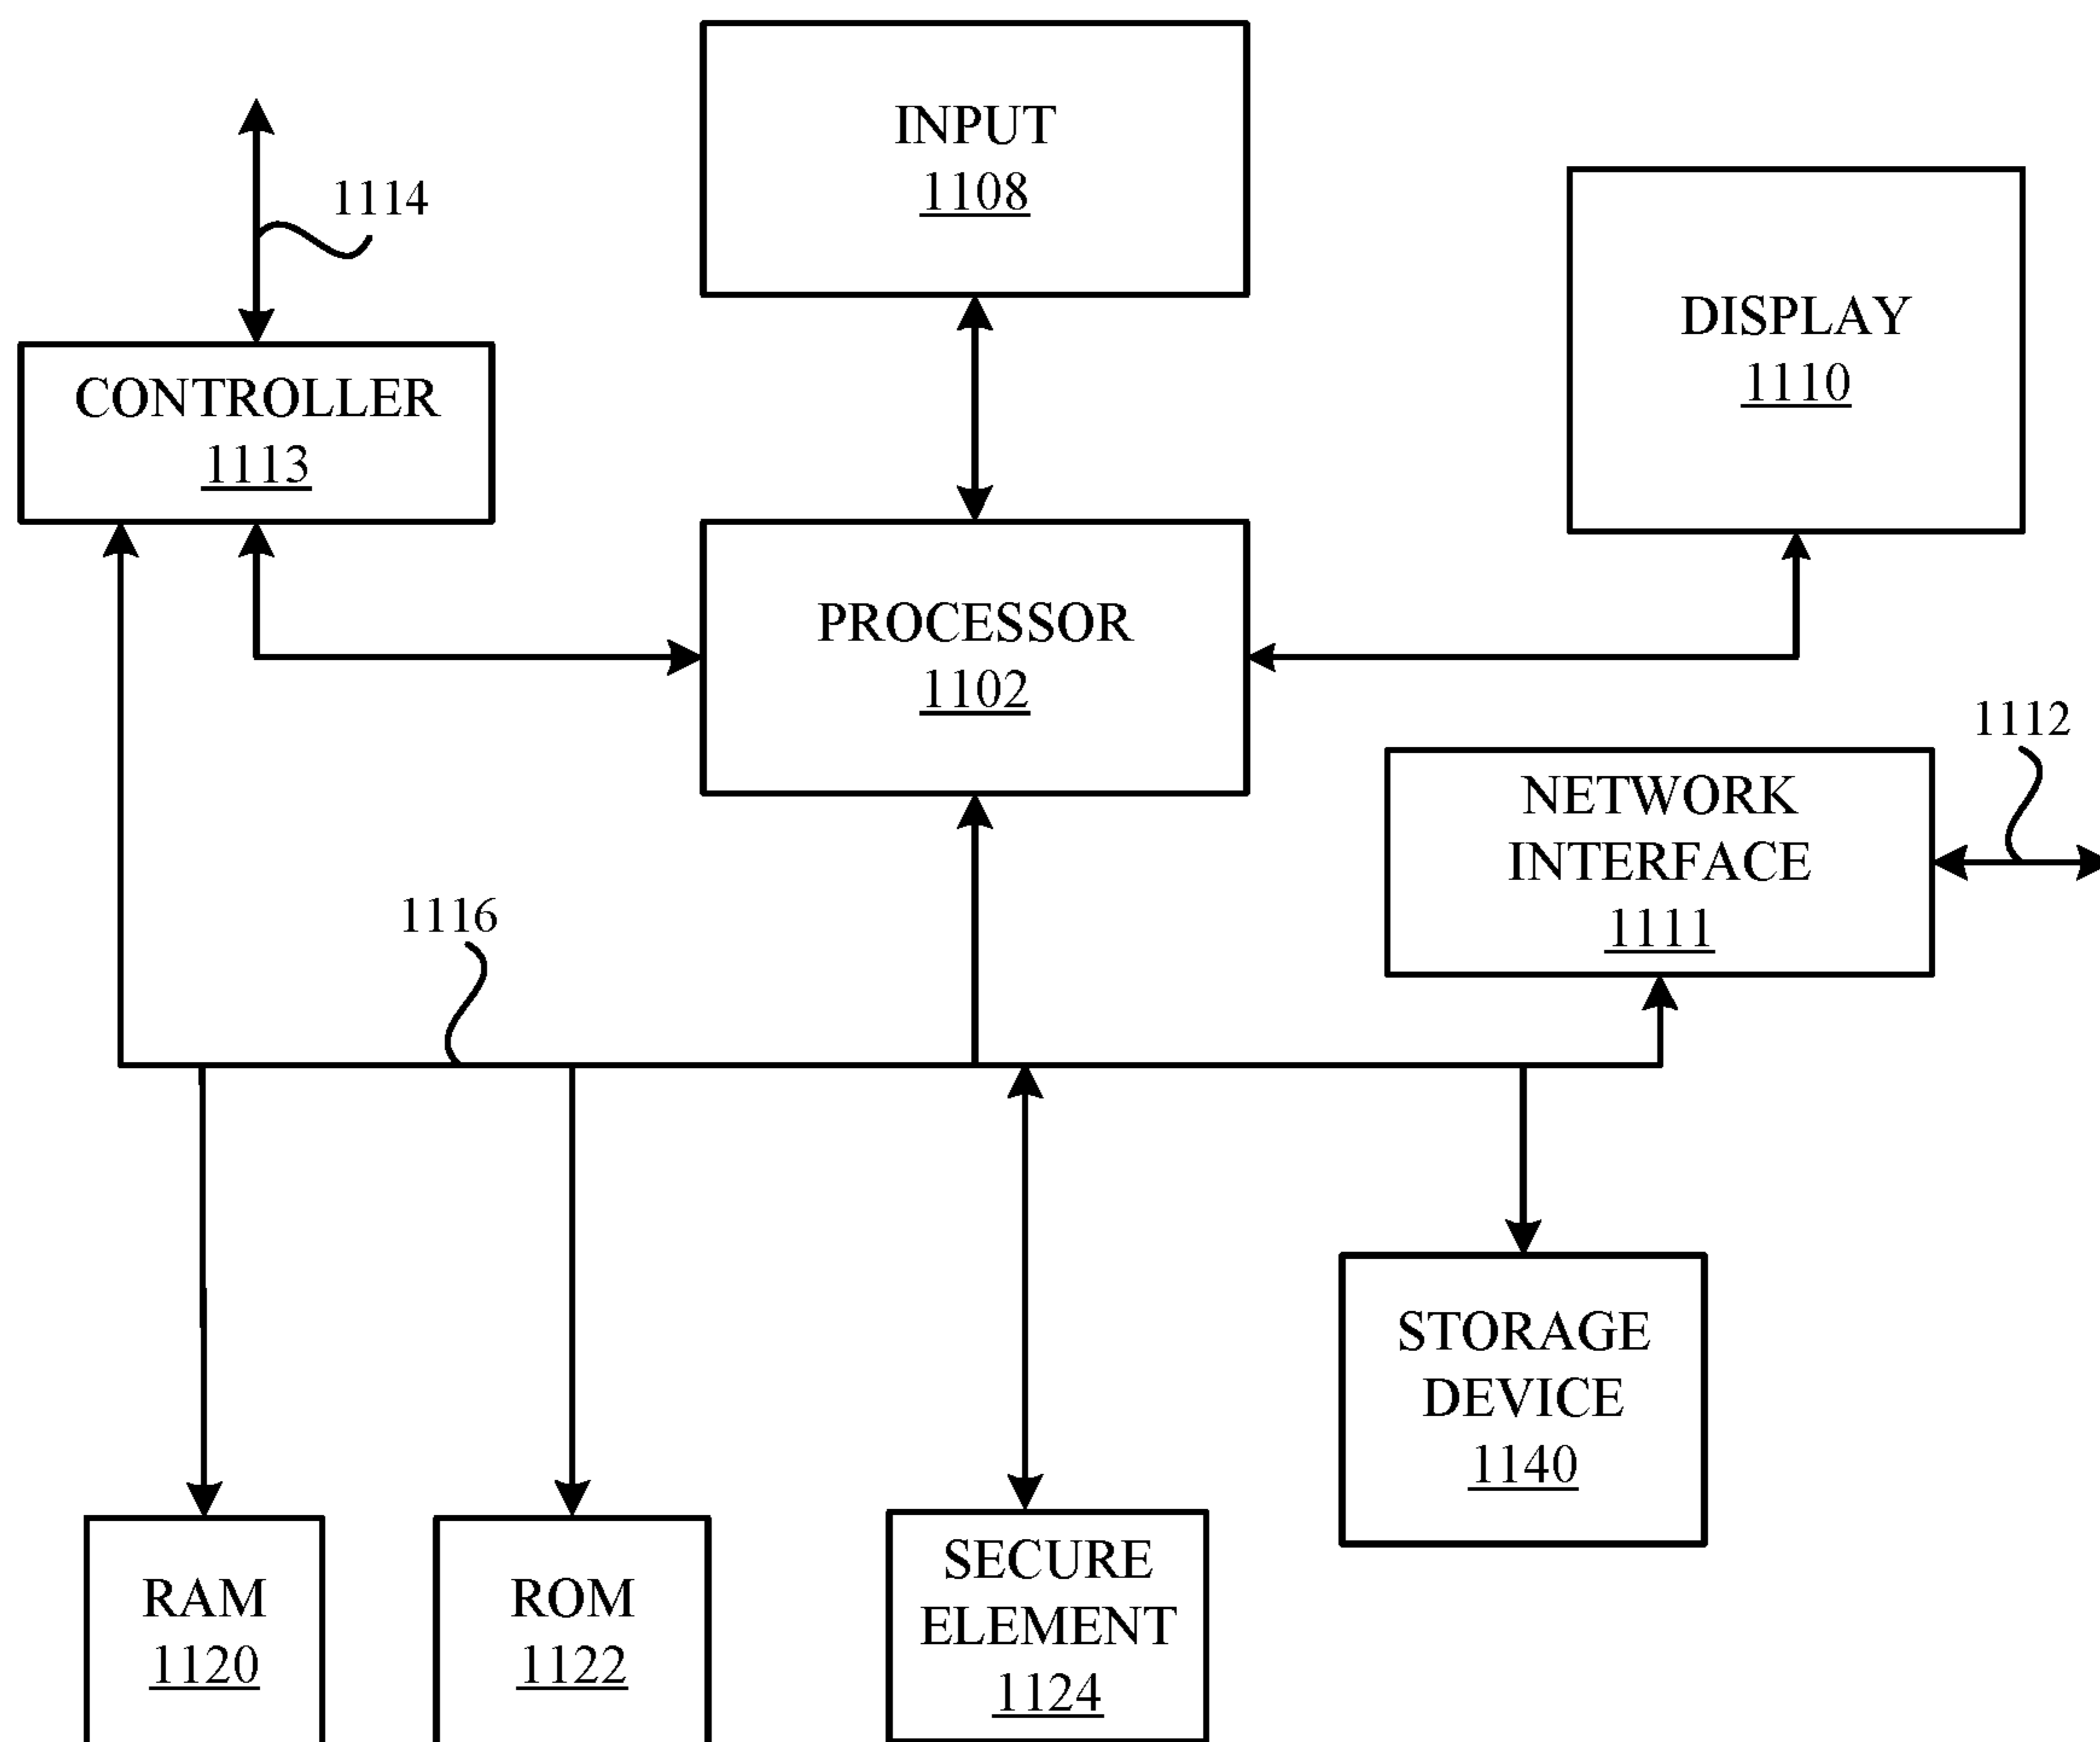 INPUT
1108
1114
DISPLAY
1110
CONTROLLER
1113
PROCESSOR
1102
1112
NETWORK
INTERFACE
1111
1116
STORAGE
DEVICE
1140
RAM
1120
ROM
1122
SECURE
ELEMENT
1124